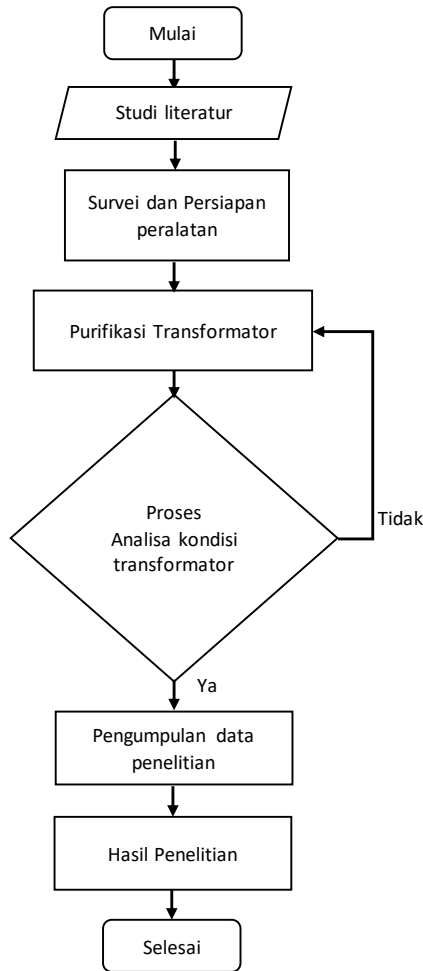 Mulai
Studi literatur
Survei dan Persiapan
peralatan
Purifikasi Transformator
Proses
Analisa kondisi
transformator
Tidak
Ya
Pengumpulan data
penelitian
Hasil Penelitian
Selesai